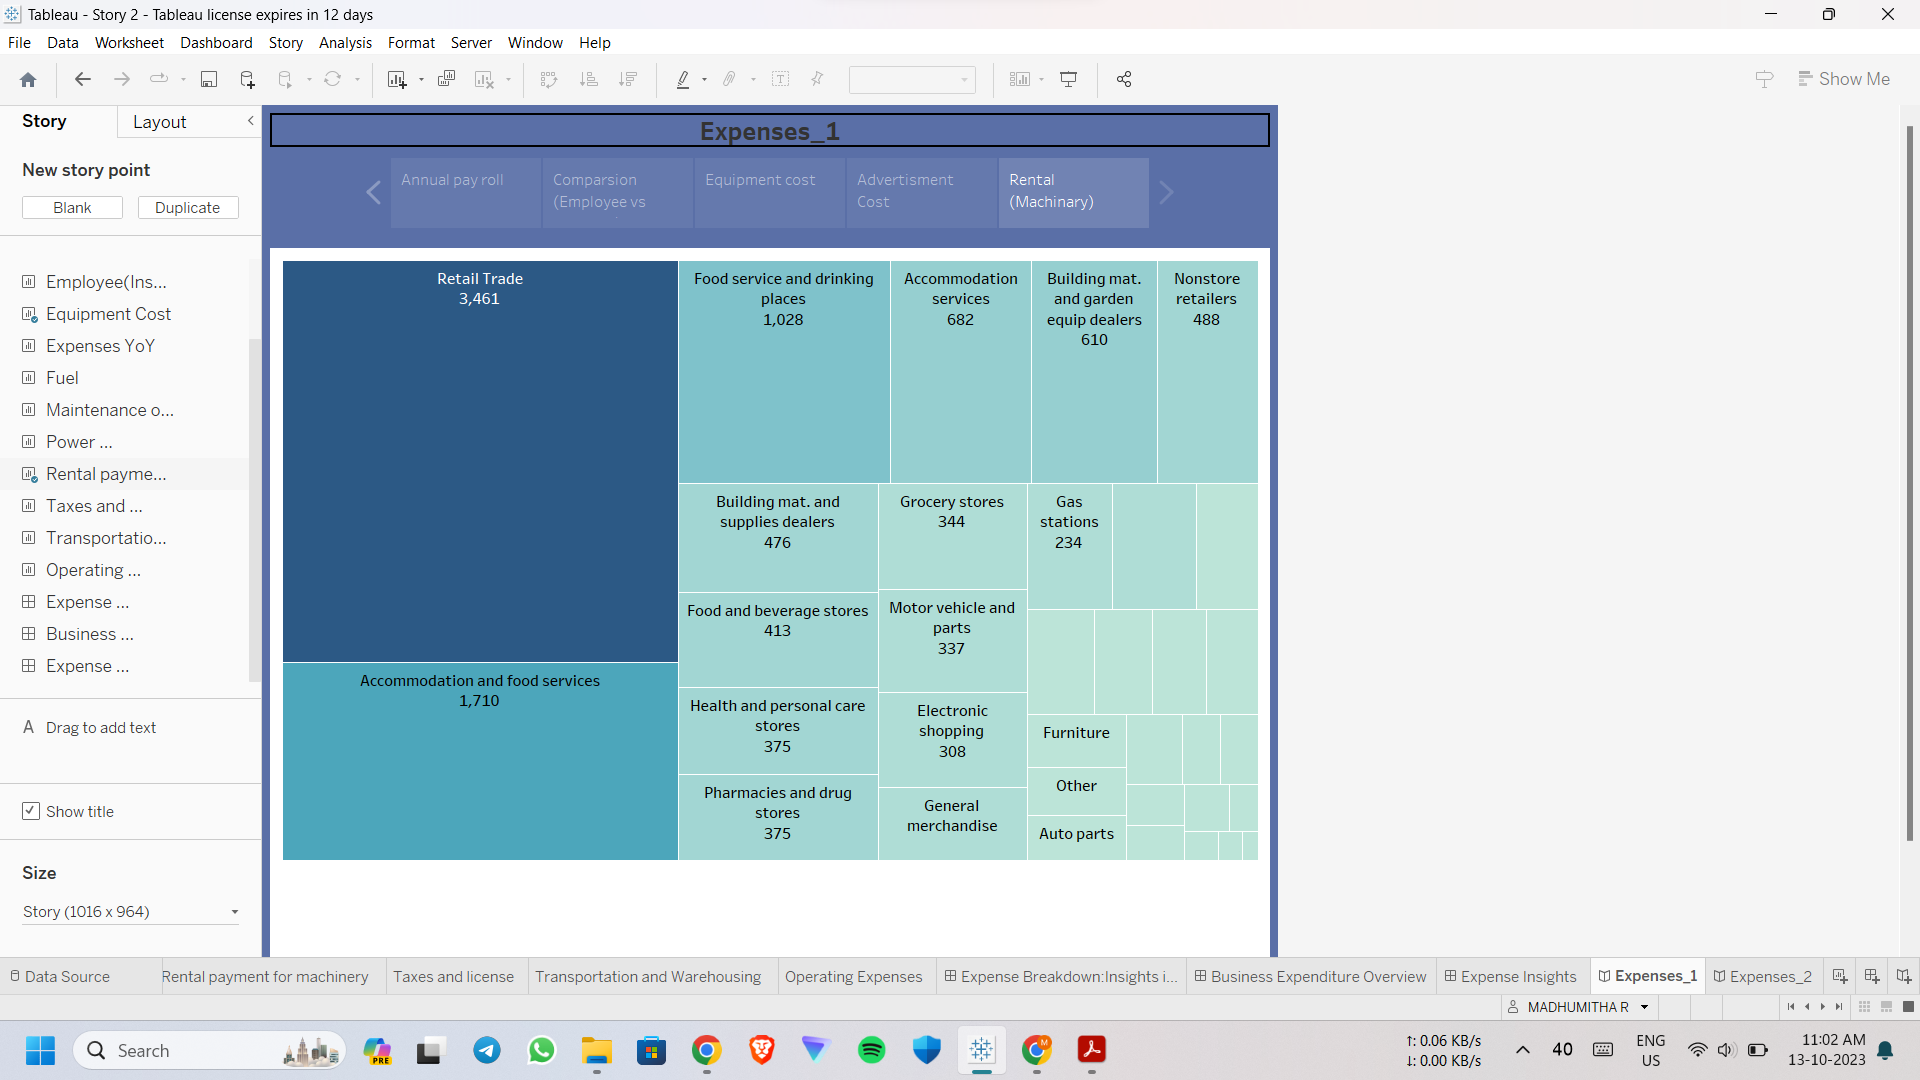 Tableau - Story 2 - Tableau license expires in 12 days
File Data Worksheet Dashboard Story Analysis Format Server Window Help
Show Me
Story Layout
New story point
Blank Duplicate
Employee(Ins...
Equipment Cost
Expenses YoY
Fuel
Maintenance o...
Power ...
Rental payme...
Taxes and ...
Transportatio...
Operating ...
Expense ...
Business ...
Expense ...
A Drag to add text
Show title
Size
Story (1016 x 964)
Expenses_1
Annual pay roll
Comparsion
(Employee vs
Equipment cost
Advertisment
Cost
Rental
(Machinary)
Retail Trade
3,461
Accommodation and food services
1,710
Food service and drinking
places
1,028
Accommodation
services
682
Building mat.
and garden
equip dealers
610
Nonstore
retailers
488
Building mat. and
supplies dealers
476
Food and beverage stores
413
Health and personal care
stores
375
Pharmacies and drug
stores
375
Grocery stores
344
Motor vehicle and
parts
337
Electronic
shopping
308
General
merchandise
Gas
stations
234
Furniture
Other
Auto parts
Data Source Rental payment for machinery Taxes and license Transportation and Warehousing Operating Expenses Expense Breakdown:Insights i... Business Expenditure Overview Expense Insights Expenses_1 Expenses_2
MADHUMITHA R
Search
PRE
M
↑: 0.06 KB/s
↓: 0.00 KB/s
40
ENG
US
11:02 AM
13-10-2023